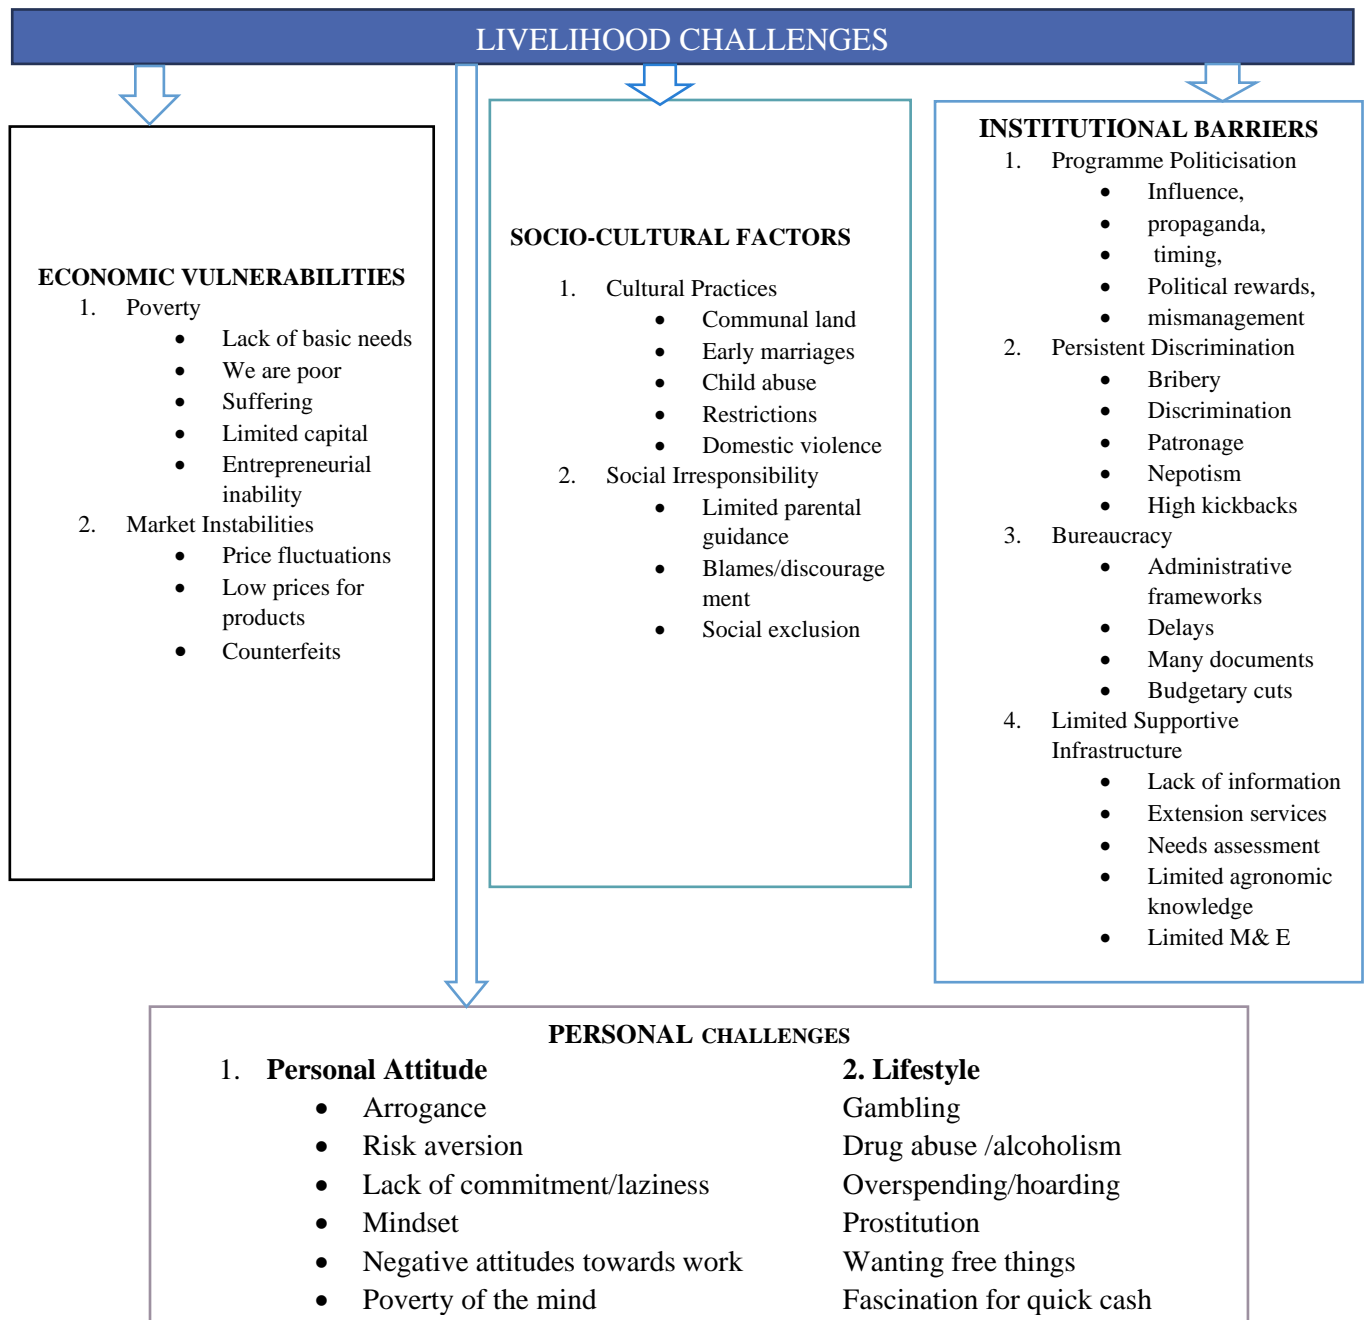 LIVELIHOOD CHALLENGES
ECONOMIC VULNERABILITIES
1. Poverty
• Lack of basic needs
• We are poor
• Suffering
• Limited capital
• Entrepreneurial
inability
2. Market Instabilities
• Price fluctuations
• Low prices for
products
• Counterfeits
SOCIO-CULTURAL FACTORS
1. Cultural Practices
• Communal land
• Early marriages
• Child abuse
• Restrictions
• Domestic violence
2. Social Irresponsibility
• Limited parental
guidance
• Blames/discourage
ment
• Social exclusion
INSTITUTIONAL BARRIERS
1. Programme Politicisation
• Influence,
• propaganda,
• timing,
• Political rewards,
• mismanagement
2. Persistent Discrimination
• Bribery
• Discrimination
• Patronage
• Nepotism
• High kickbacks
3. Bureaucracy
• Administrative
frameworks
• Delays
• Many documents
• Budgetary cuts
4. Limited Supportive
Infrastructure
• Lack of information
• Extension services
• Needs assessment
• Limited agronomic
knowledge
• Limited M& E
PERSONAL CHALLENGES
1. Personal Attitude
• Arrogance
• Risk aversion
• Lack of commitment/laziness
• Mindset
• Negative attitudes towards work
• Poverty of the mind
2. Lifestyle
Gambling
Drug abuse /alcoholism
Overspending/hoarding
Prostitution
Wanting free things
Fascination for quick cash